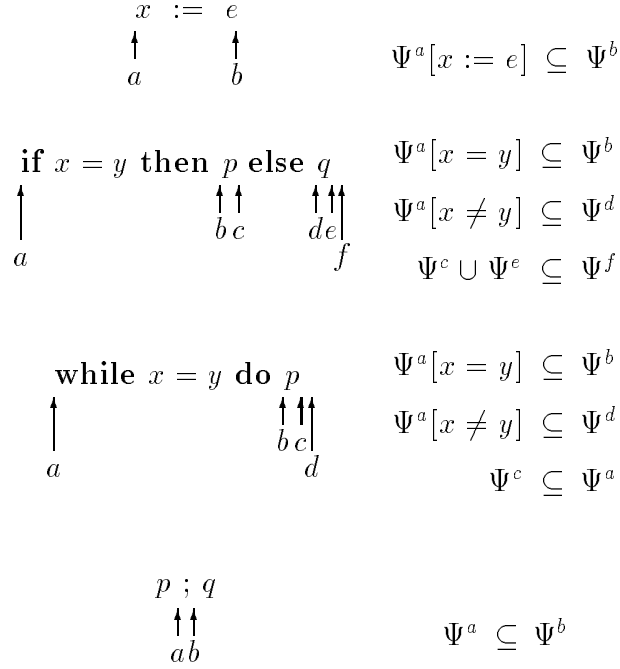 x := e
a b
Ψ^a[x := e] ⊆ Ψ^b
if x = y then p else q
b c d e
a f
Ψ^a[x = y] ⊆ Ψ^b
Ψ^a[x ≠ y] ⊆ Ψ^d
Ψ^c ∪ Ψ^e ⊆ Ψ^f
while x = y do p
b c
a d
Ψ^a[x = y] ⊆ Ψ^b
Ψ^a[x ≠ y] ⊆ Ψ^d
Ψ^c ⊆ Ψ^a
p ; q
a b
Ψ^a ⊆ Ψ^b